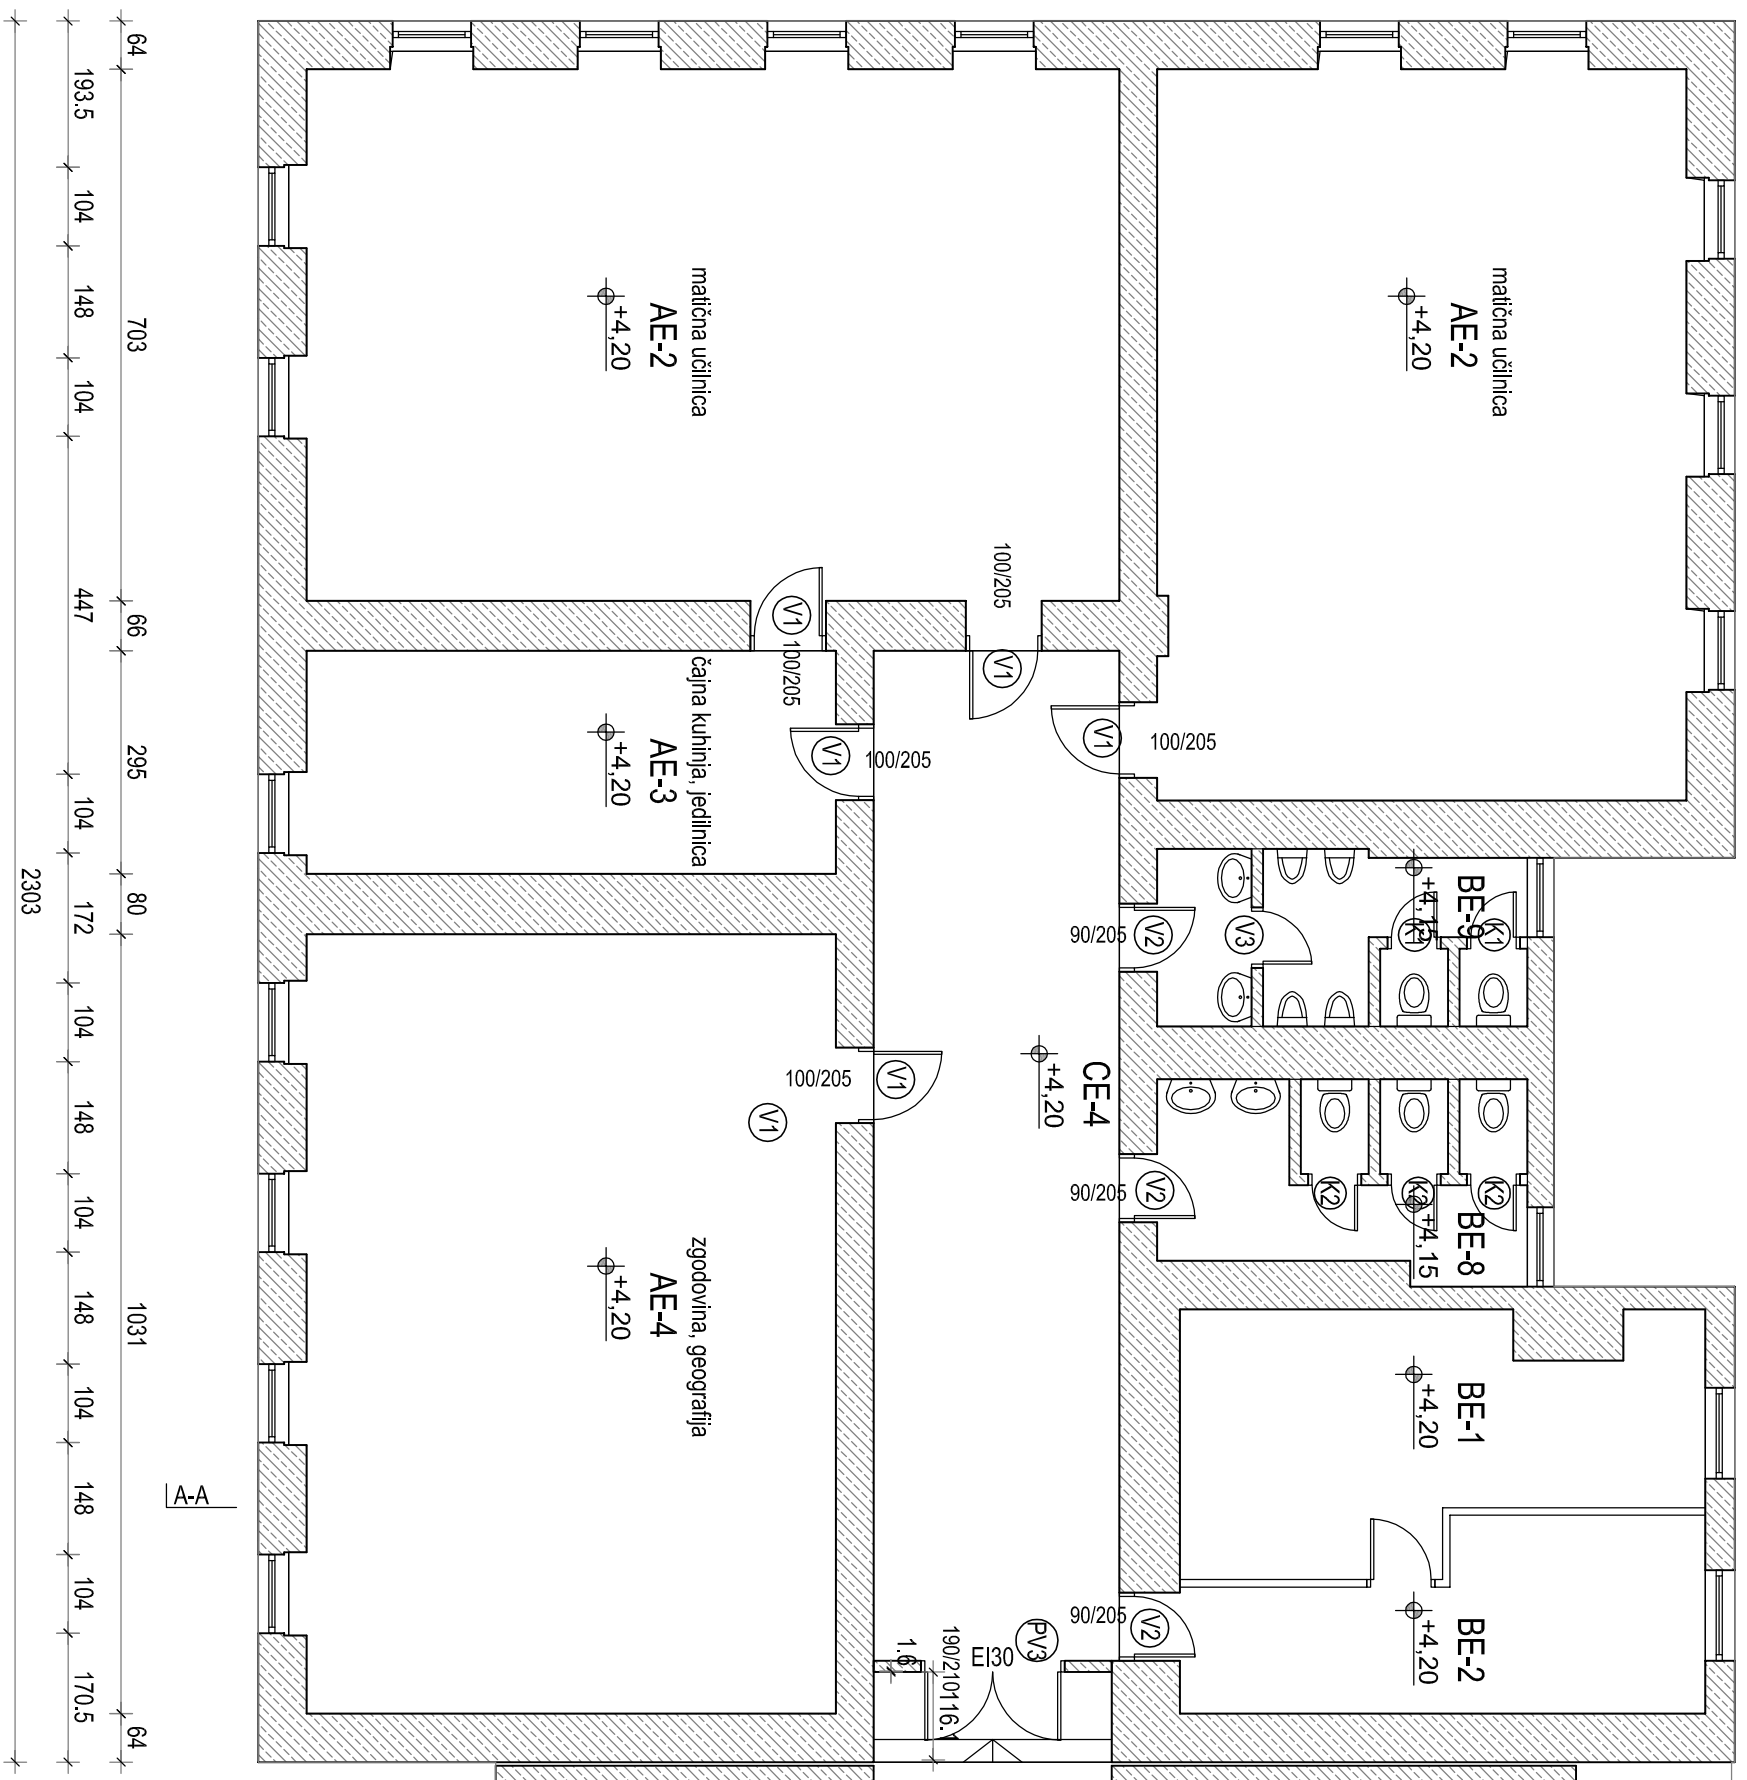 64
703
66
295
80
1031
64
193.5
104
148
104
447
104
172
104
148
104
148
104
148
104
170.5
2303
A-A
matična učilnica
AE-2
+4,20
matična učilnica
AE-2
+4,20
100/205
V1
V1
100/205
V1
100/205
V1
100/205
čajna kuhinja, jedilnica
AE-3
+4,20
BE-9
K1
K1
90/205
V2
V3
CE-4
+4,20
V1
100/205
V1
90/205
V2
K2
K2
K2
BE-8
+4,15
zgodovina, geografija
AE-4
+4,20
BE-1
+4,20
BE-2
+4,20
90/205
V2
PV3
EI30
190/210
116.
1.6